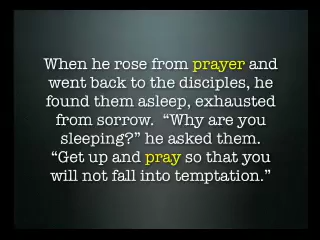 When he rose from prayer and
went back to the disciples, he
found them asleep, exhausted
from sorrow.  “Why are you
sleeping?” he asked them.
“Get up and pray so that you
will not fall into temptation.”